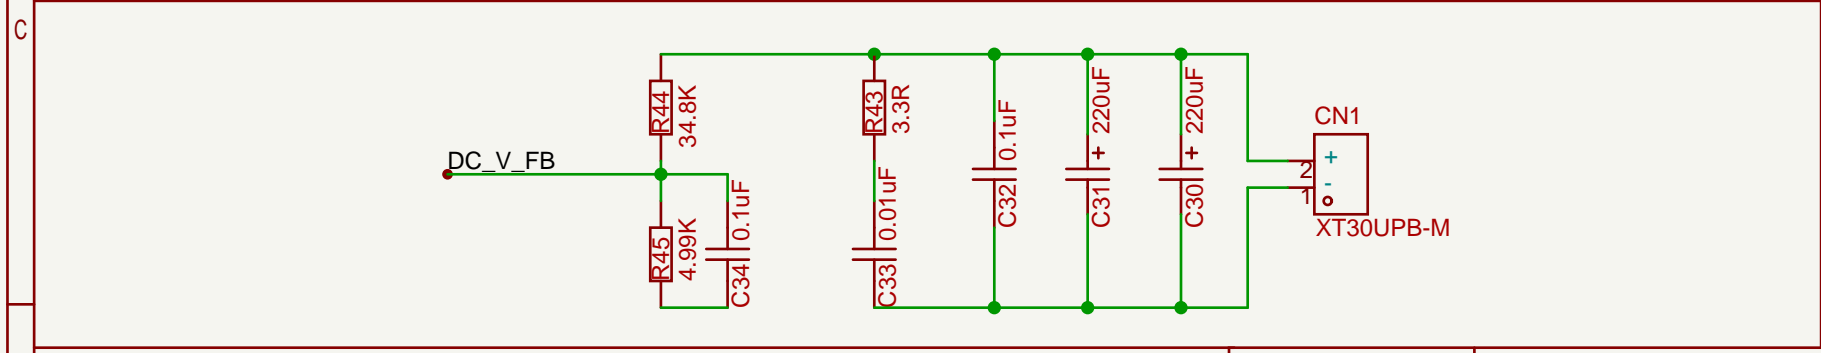 C
DC_V_FB
R44
34.8K
R45
4.99K
C34
0.1uF
R43
3.3R
C33
0.01uF
C32
0.1uF
C31
+
220uF
C30
+
220uF
CN1
2
+
1
-
XT30UPB-M